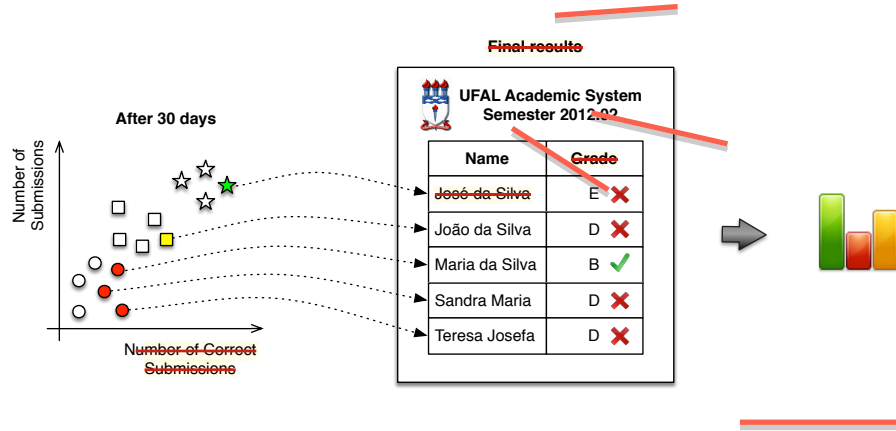 Final results
UFAL Academic System
Semester 2012.02
After 30 days
Number of
Submissions
Number of Correct
Submissions
Name Grade
José da Silva E
João da Silva D
Maria da Silva B
Sandra Maria D
Teresa Josefa D